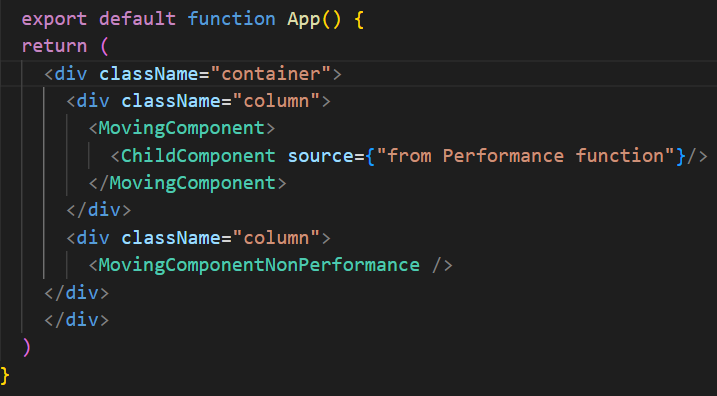 export default function App() {
return (
<div className="container">
<div className="column">
<MovingComponent>
<ChildComponent source={"from Performance function"}/>
</MovingComponent>
</div>
<div className="column">
<MovingComponentNonPerformance />
</div>
</div>
)
}